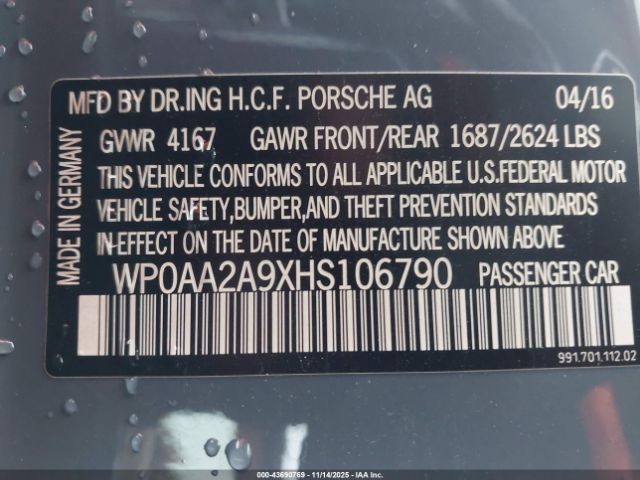 MFD BY DR.ING H.C.F. PORSCHE AG 04/16
GVWR 4167 GAWR FRONT/REAR 1687/2624 LBS
THIS VEHICLE CONFORMS TO ALL APPLICABLE U.S.FEDERAL MOTOR
VEHICLE SAFETY,BUMPER,AND THEFT PREVENTION STANDARDS
IN-EFFECT ON THE DATE OF MANUFACTURE SHOWN ABOVE
WP0AA2A9XHS106790 PASSENGER CAR
991.701.112.02
MADE IN GERMANY
000-43690769 - 11/14/2025 - IAA Inc.